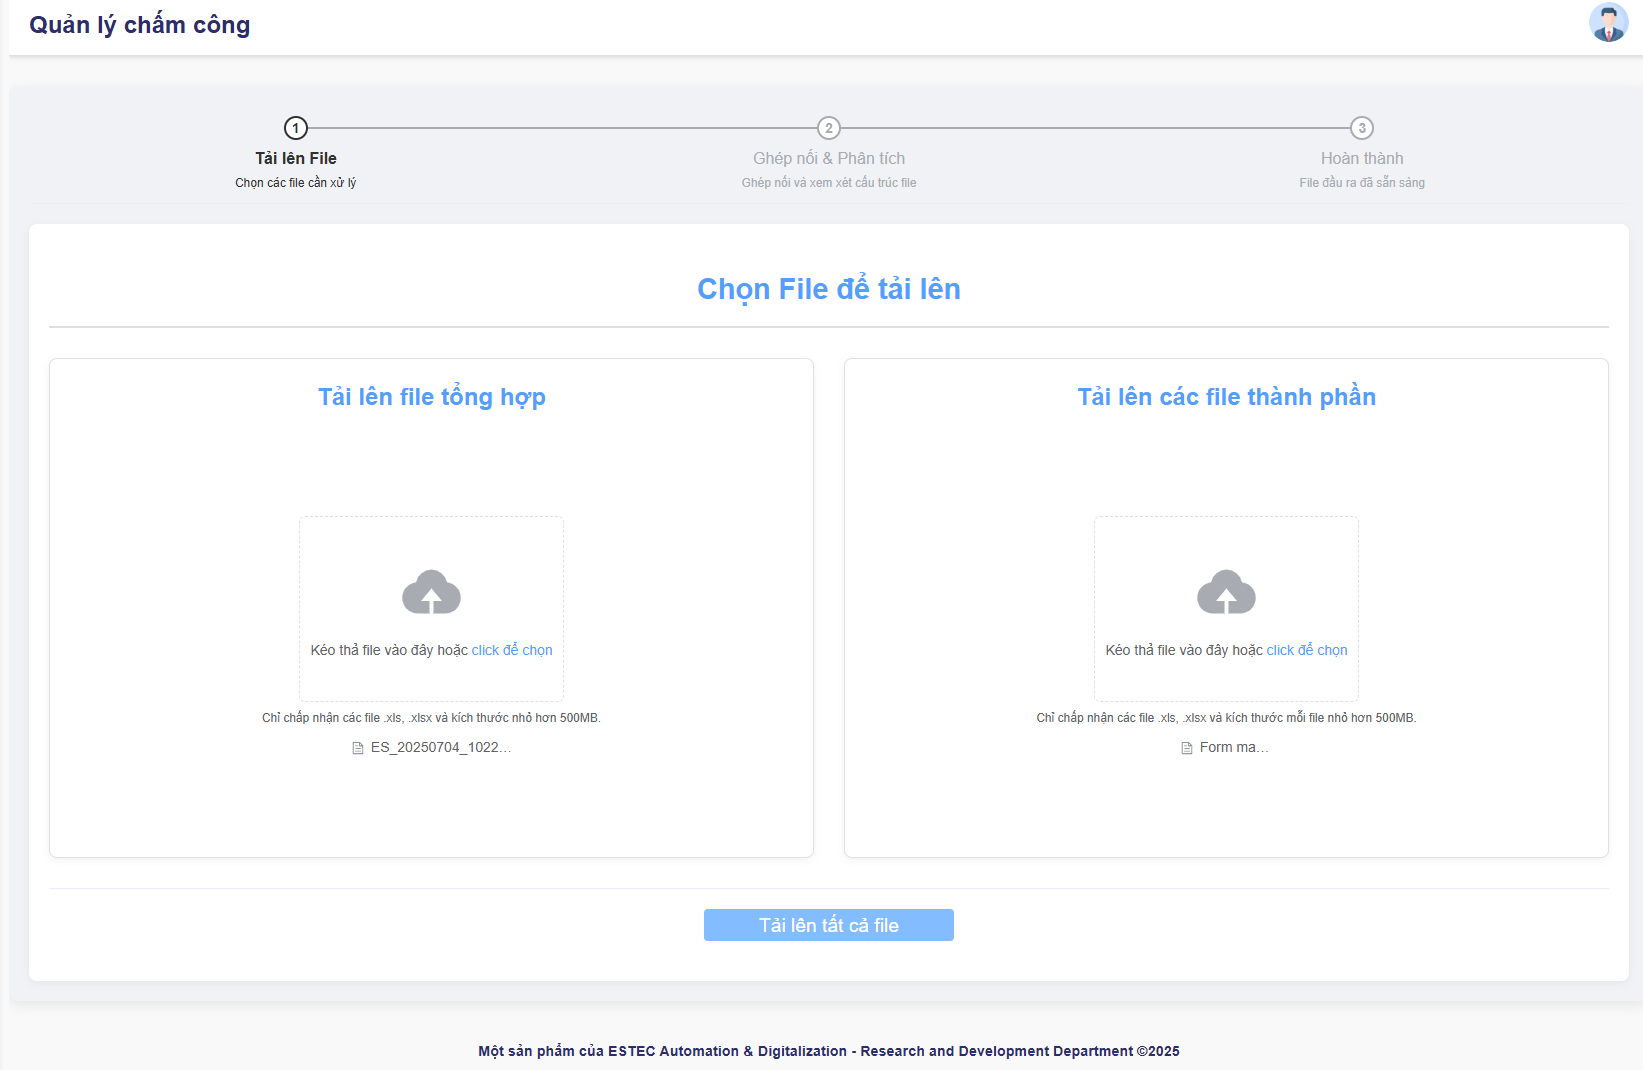 Quản lý chấm công
1
2
3
Tải lên File
Ghép nối & Phân tích
Hoàn thành
Chọn các file cần xử lý
Ghép nối và xem xét cấu trúc file
File đầu ra đã sẵn sàng
Chọn File để tải lên
Tải lên file tổng hợp
Kéo thả file vào đây hoặc click để chọn
Chỉ chấp nhận các file .xls, .xlsx và kích thước nhỏ hơn 500MB.
ES_20250704_1022...
Tải lên các file thành phần
Kéo thả file vào đây hoặc click để chọn
Chỉ chấp nhận các file .xls, .xlsx và kích thước mỗi file nhỏ hơn 500MB.
Form ma...
Tải lên tất cả file
Một sản phẩm của ESTEC Automation & Digitalization - Research and Development Department ©2025